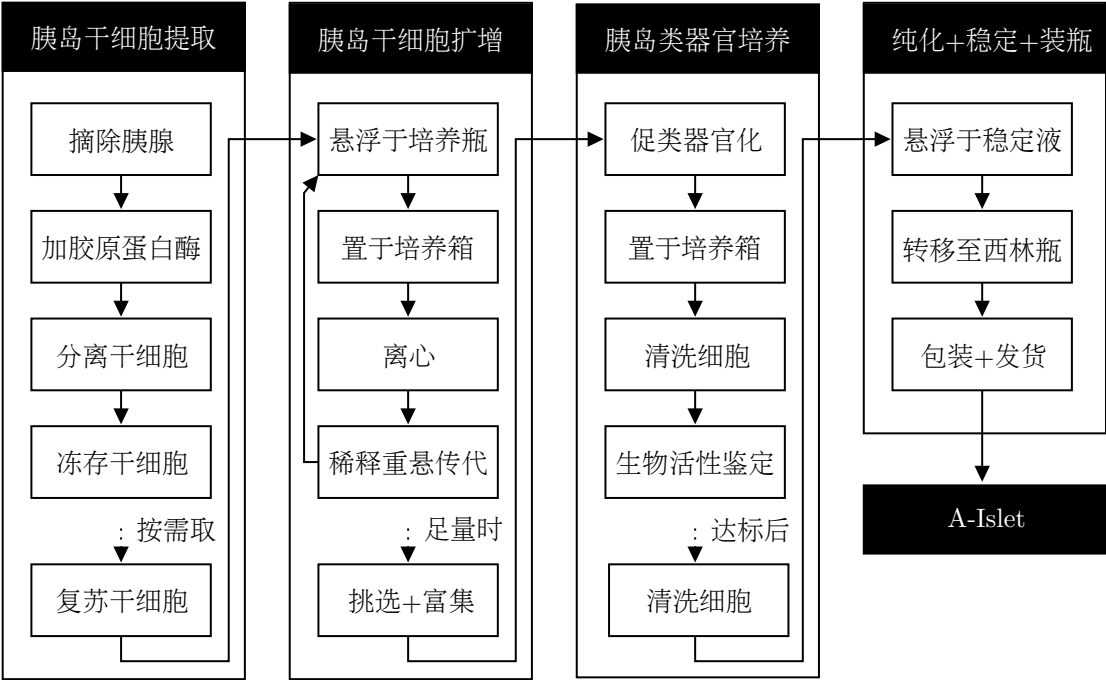 胰岛干细胞提取
摘除胰腺
加胶原蛋白酶
分离干细胞
冻存干细胞
按需取
复苏干细胞
胰岛干细胞扩增
悬浮于培养瓶
置于培养箱
离心
稀释重悬传代
足量时
挑选+富集
胰岛类器官培养
促类器官化
置于培养箱
清洗细胞
生物活性鉴定
达标后
清洗细胞
纯化+稳定+装瓶
悬浮于稳定液
转移至西林瓶
包装+发货
A-Islet